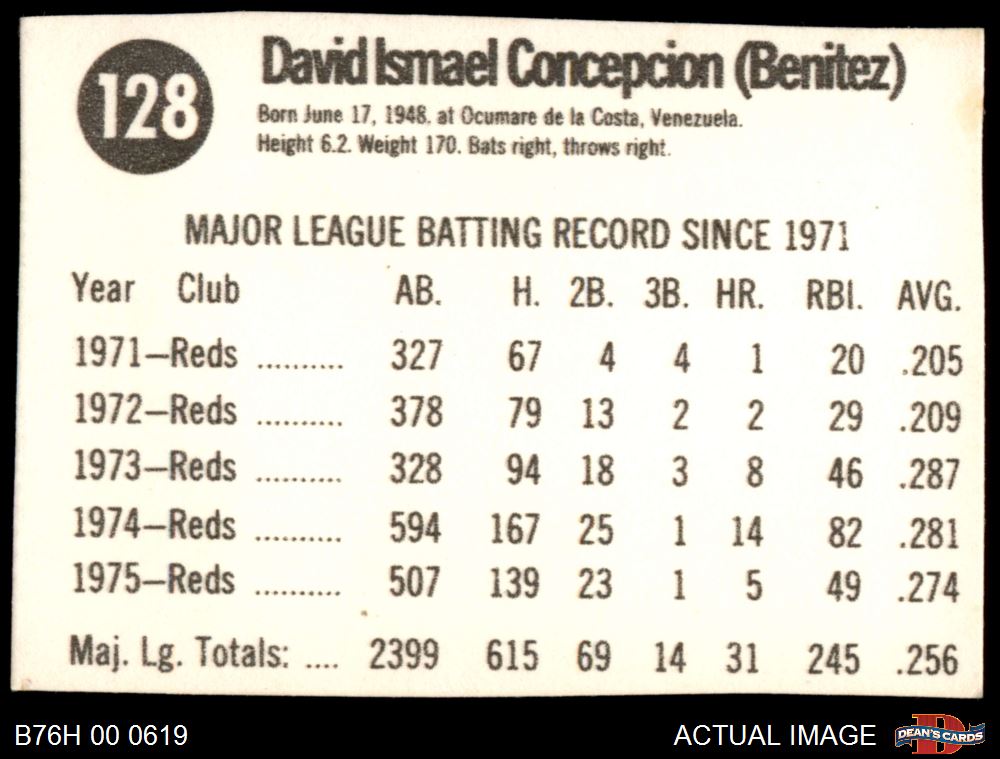 128
David Ismael Concepcion (Benitez)
Born June 17, 1948. at Ocumare de la Costa, Venezuela.
Height 6.2. Weight 170. Bats right, throws right.
MAJOR LEAGUE BATTING RECORD SINCE 1971
Year Club AB. H. 2B. 3B. HR. RBI. AVG.
1971—Reds .......... 327 67 4 4 1 20 .205
1972—Reds .......... 378 79 13 2 2 29 .209
1973—Reds .......... 328 94 18 3 8 46 .287
1974—Reds .......... 594 167 25 1 14 82 .281
1975—Reds .......... 507 139 23 1 5 49 .274
Maj. Lg. Totals: .... 2399 615 69 14 31 245 .256
B76H 00 0619
ACTUAL IMAGE
D
DEAN'S CARDS